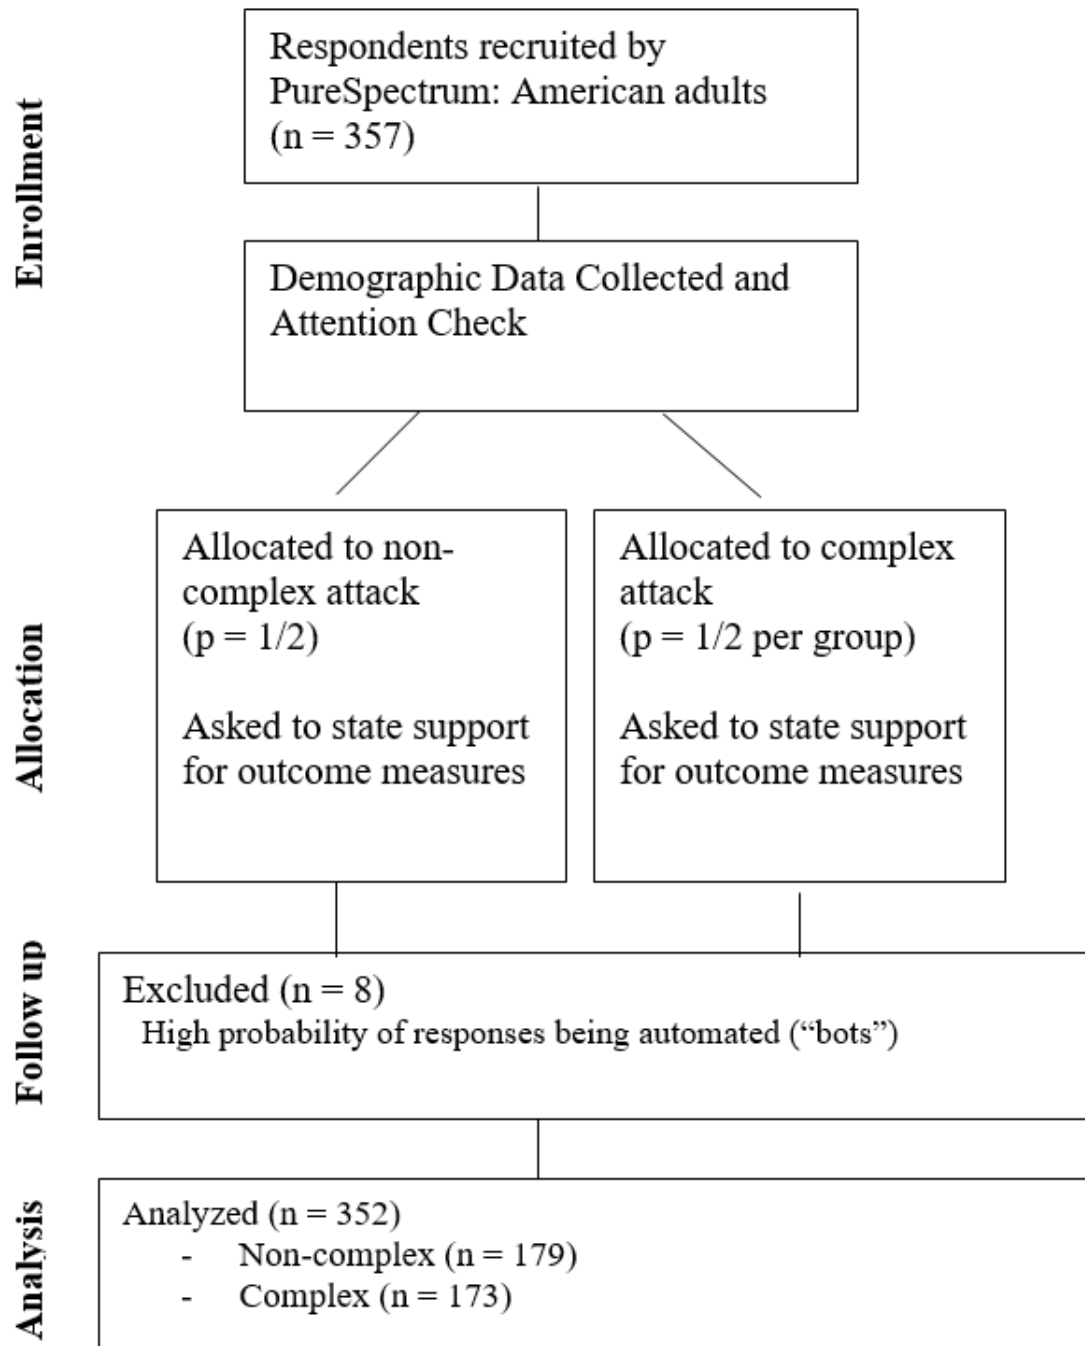 Enrollment
Respondents recruited by
PureSpectrum: American adults
(n = 357)
Demographic Data Collected and
Attention Check
Allocation
Allocated to non-
complex attack
(p = 1/2)
Asked to state support
for outcome measures
Allocated to complex
attack
(p = 1/2 per group)
Asked to state support
for outcome measures
Follow up
Excluded (n = 8)
High probability of responses being automated (“bots”)
Analysis
Analyzed (n = 352)
- Non-complex (n = 179)
- Complex (n = 173)